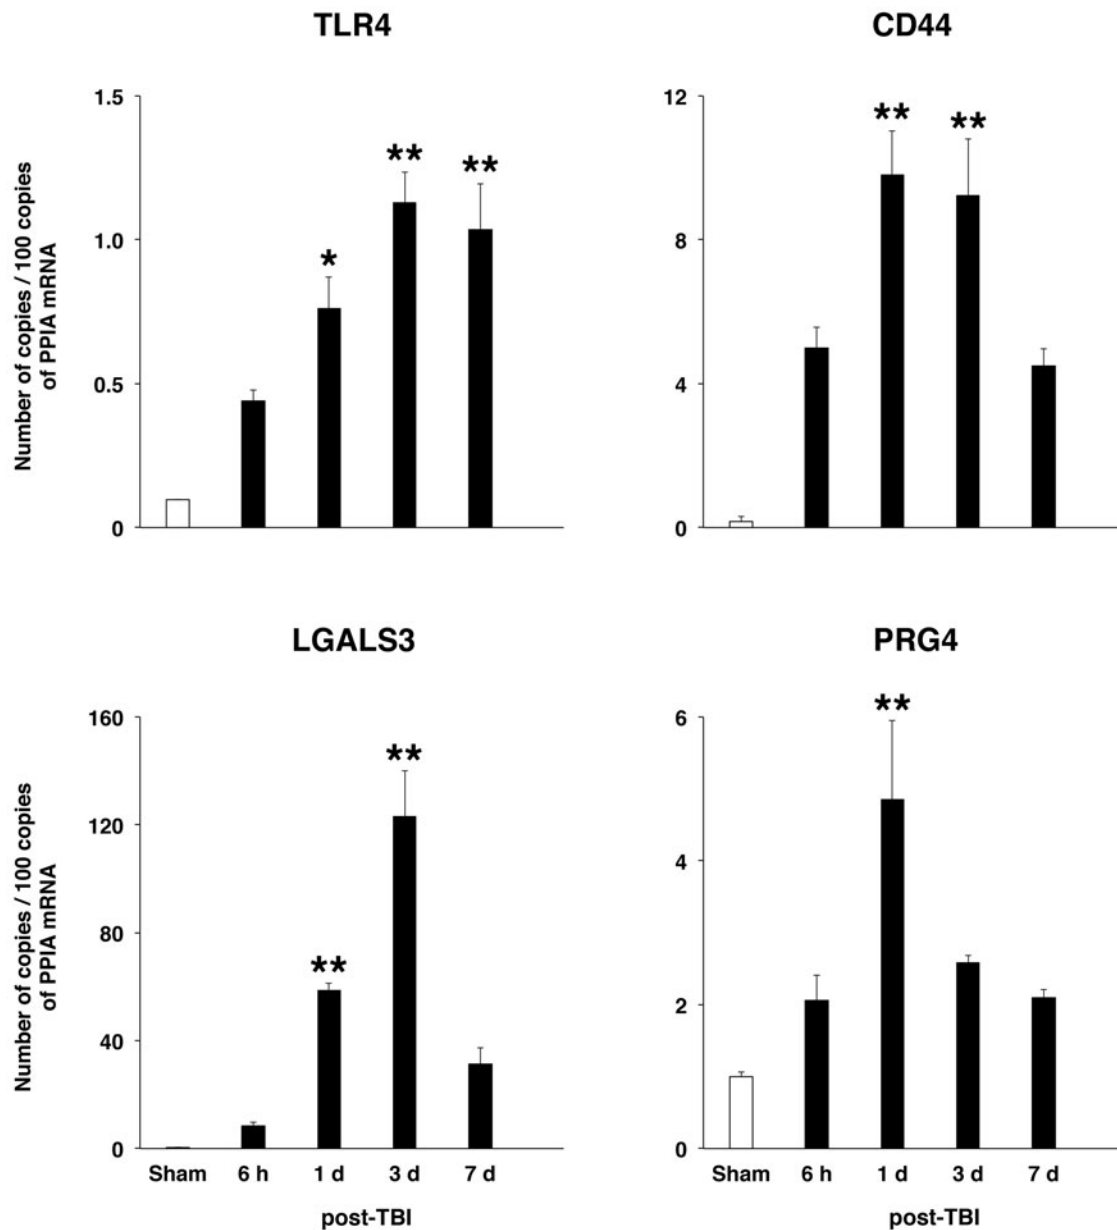 TLR4
Number of copies / 100 copies
of PPIA mRNA
1.5
1.0
0.5
0
*
**
**
CD44
12
8
4
0
**
**
LGALS3
Number of copies / 100 copies
of PPIA mRNA
160
120
80
40
0
**
**
Sham 6 h 1 d 3 d 7 d
post-TBI
PRG4
6
4
2
0
**
Sham 6 h 1 d 3 d 7 d
post-TBI